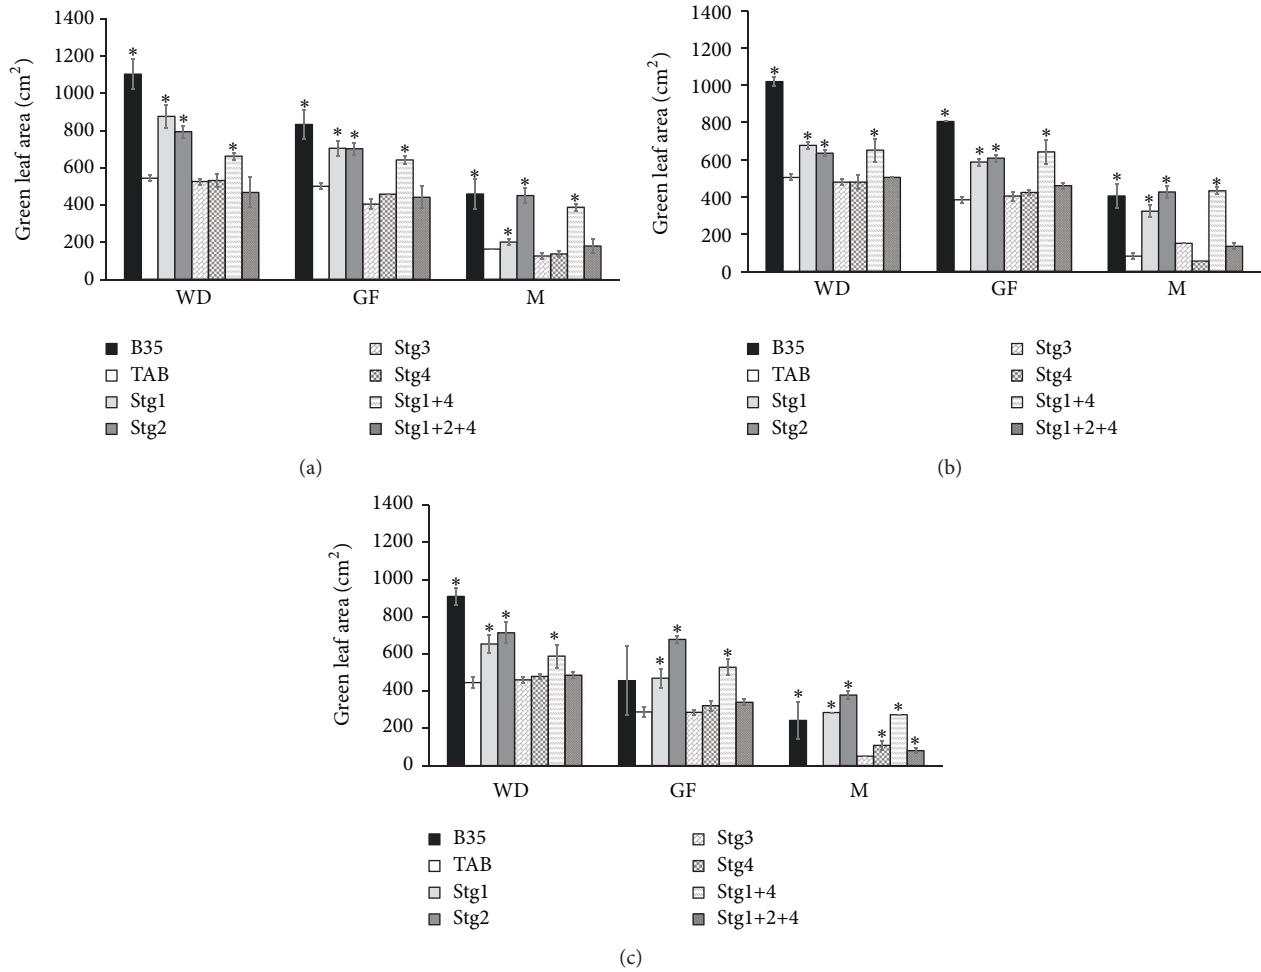 Green leaf area (cm2)
1400
1200
1000
800
600
400
200
0
* * * *
* * * *
* * * *
WD GF M
B35 Stg3
TAB Stg4
Stg1 Stg1+4
Stg2 Stg1+2+4
(a)
Green leaf area (cm2)
1400
1200
1000
800
600
400
200
0
* * * *
* * * *
* * * *
WD GF M
B35 Stg3
TAB Stg4
Stg1 Stg1+4
Stg2 Stg1+2+4
(b)
Green leaf area (cm2)
1400
1200
1000
800
600
400
200
0
* * * *
* * *
* * * * * *
WD GF M
B35 Stg3
TAB Stg4
Stg1 Stg1+4
Stg2 Stg1+2+4
(c)